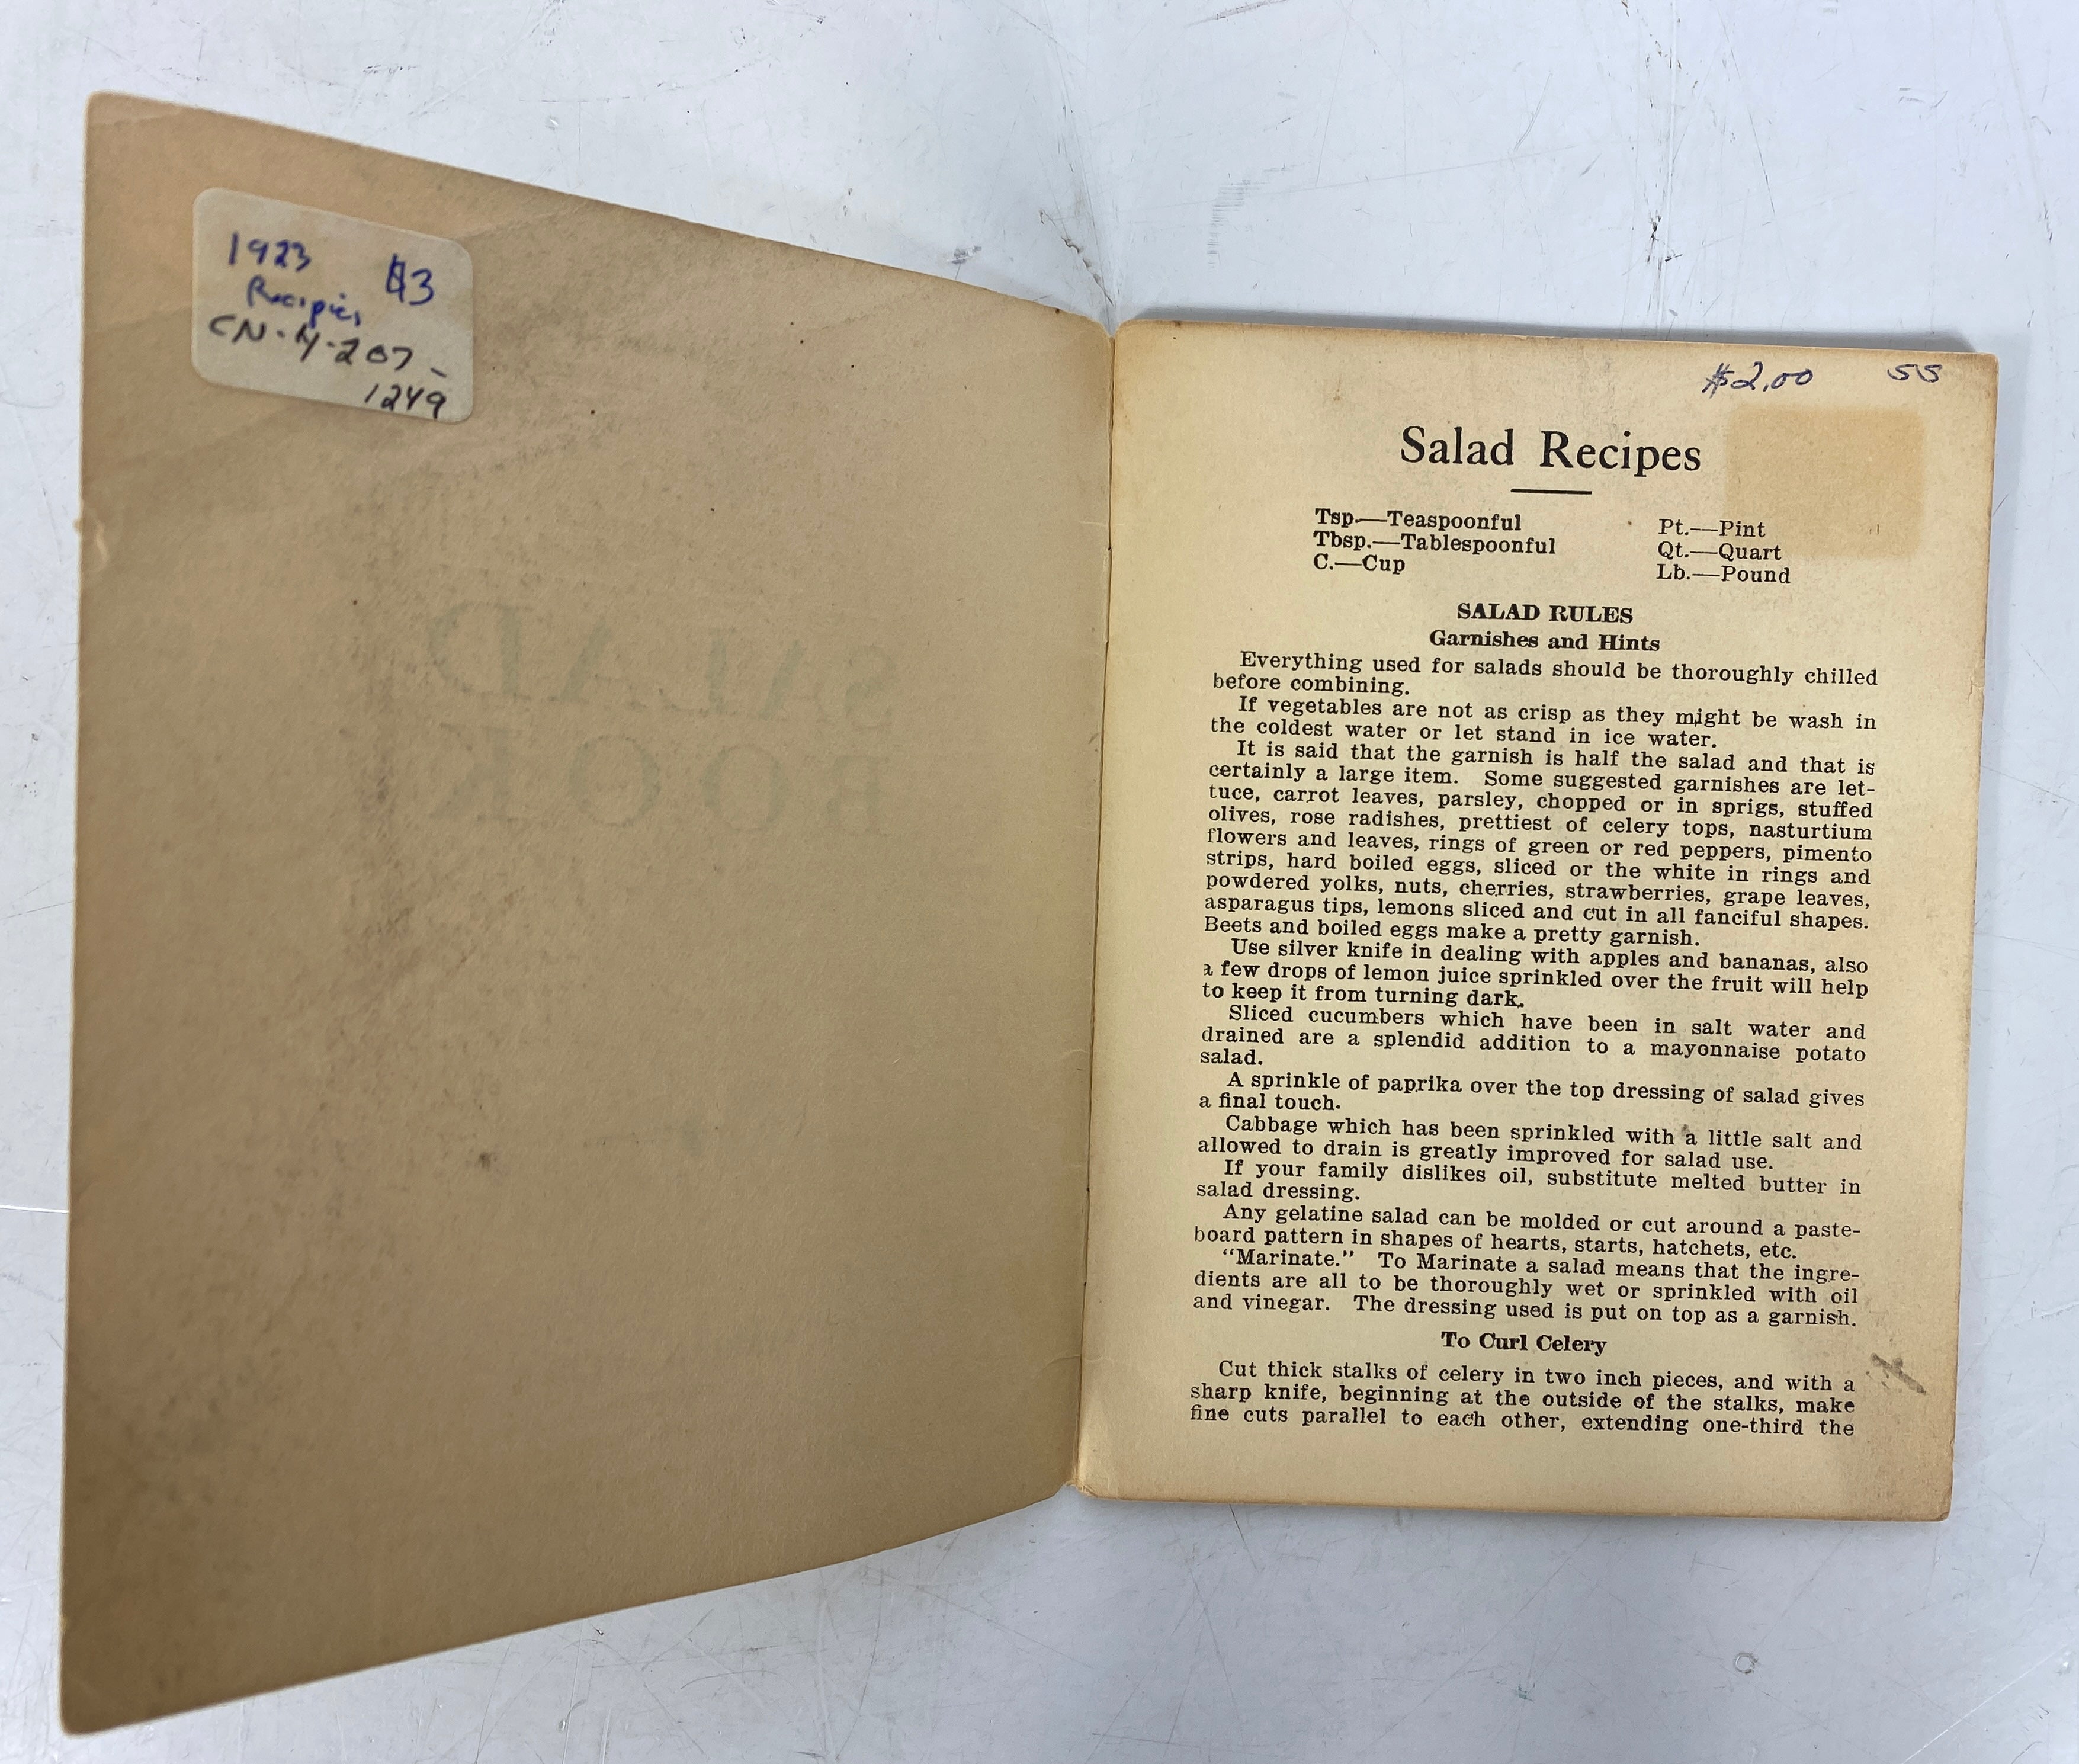 1923 $3
Recipies
CN-4-207-
1249
SALAD
BOOK
$2.00 SS
Salad Recipes
Tsp.—Teaspoonful
Tbsp.—Tablespoonful
C.—Cup
Pt.—Pint
Qt.—Quart
Lb.—Pound
SALAD RULES
Garnishes and Hints
Everything used for salads should be thoroughly chilled
before combining.
If vegetables are not as crisp as they might be wash in
the coldest water or let stand in ice water.
It is said that the garnish is half the salad and that is
certainly a large item. Some suggested garnishes are let-
tuce, carrot leaves, parsley, chopped or in sprigs, stuffed
olives, rose radishes, prettiest of celery tops, nasturtium
flowers and leaves, rings of green or red peppers, pimento
strips, hard boiled eggs, sliced or the white in rings and
powdered yolks, nuts, cherries, strawberries, grape leaves,
asparagus tips, lemons sliced and cut in all fanciful shapes.
Beets and boiled eggs make a pretty garnish.
Use silver knife in dealing with apples and bananas, also
a few drops of lemon juice sprinkled over the fruit will help
to keep it from turning dark.
Sliced cucumbers which have been in salt water and
drained are a splendid addition to a mayonnaise potato
salad.
A sprinkle of paprika over the top dressing of salad gives
a final touch.
Cabbage which has been sprinkled with a little salt and
allowed to drain is greatly improved for salad use.
If your family dislikes oil, substitute melted butter in
salad dressing.
Any gelatine salad can be molded or cut around a paste-
board pattern in shapes of hearts, starts, hatchets, etc.
"Marinate." To Marinate a salad means that the ingre-
dients are all to be thoroughly wet or sprinkled with oil
and vinegar. The dressing used is put on top as a garnish.
To Curl Celery
Cut thick stalks of celery in two inch pieces, and with a
sharp knife, beginning at the outside of the stalks, make
fine cuts parallel to each other, extending one-third the